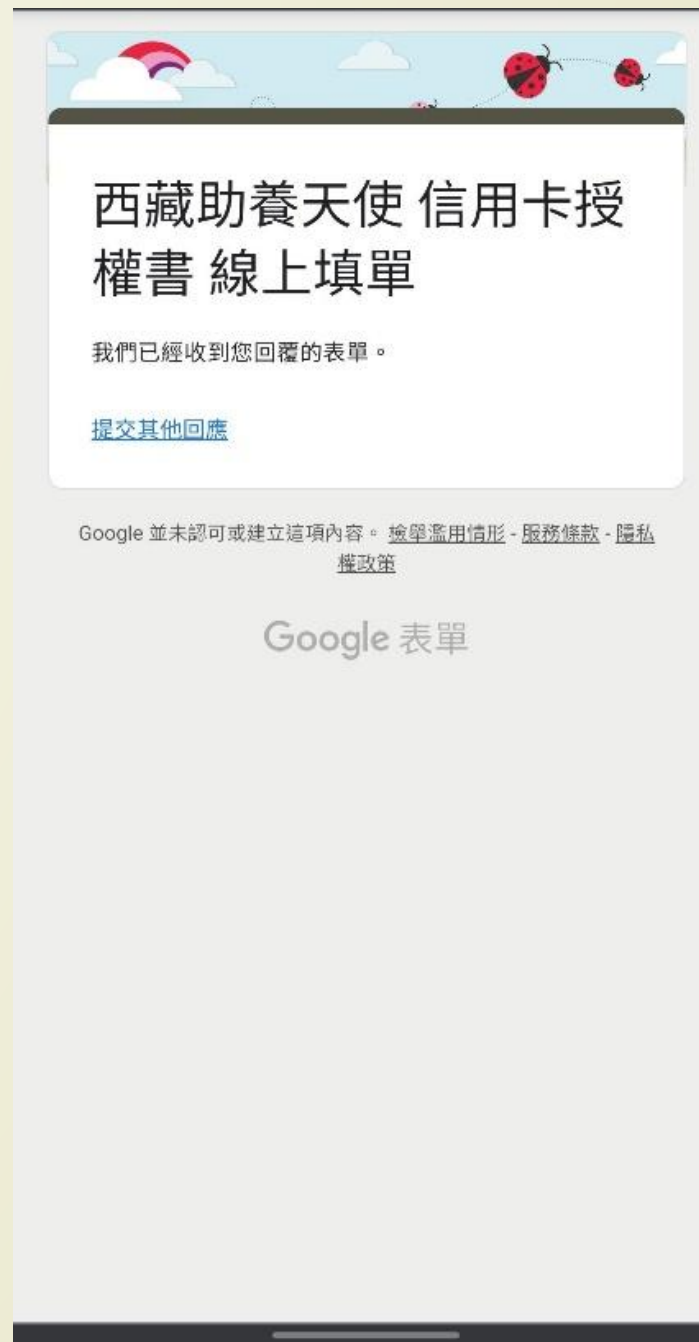 西藏助養天使 信用卡授
權書 線上填單
我們已經收到您回覆的表單。
提交其他回應
Google 並未認可或建立這項內容。 檢舉濫用情形 - 服務條款 - 隱私
權政策
Google 表單